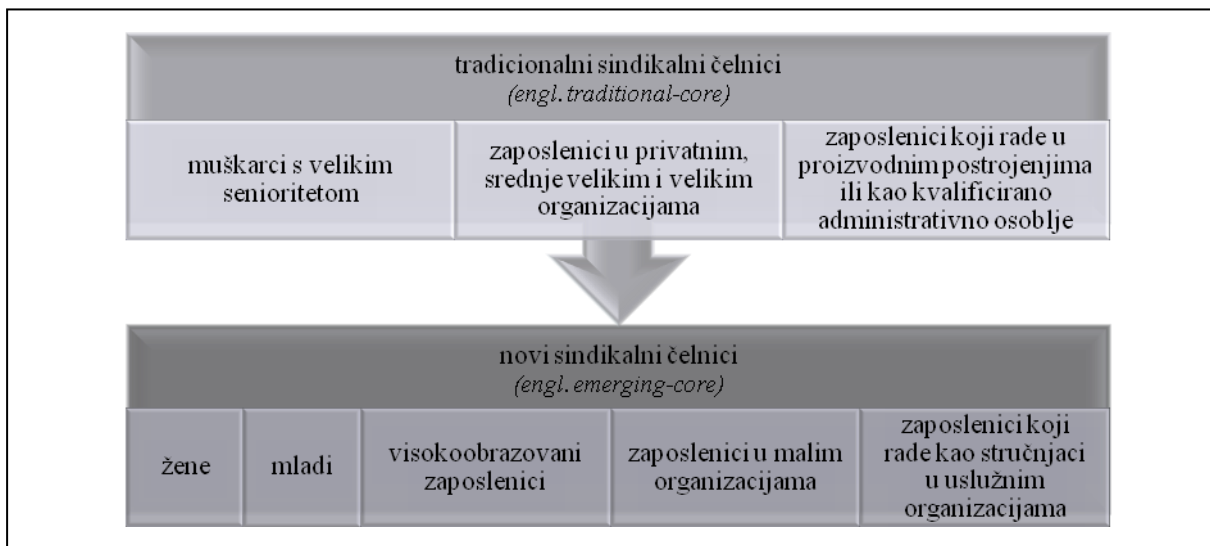 tradicionalni sindikalni čelnici
(engl. traditional-core)
muškarci s velikim
senioritetom
zaposlenici u privatnim,
srednje velikim i velikim
organizacijama
zaposlenici koji rade u
proizvodnim postrojenjima
ili kao kvalificirano
administrativno osoblje
novi sindikalni čelnici
(engl. emerging-core)
žene
mladi
visokoobrazovani
zaposlenici
zaposlenici u malim
organizacijama
zaposlenici koji
rade kao stručnjaci
u uslužnim
organizacijama